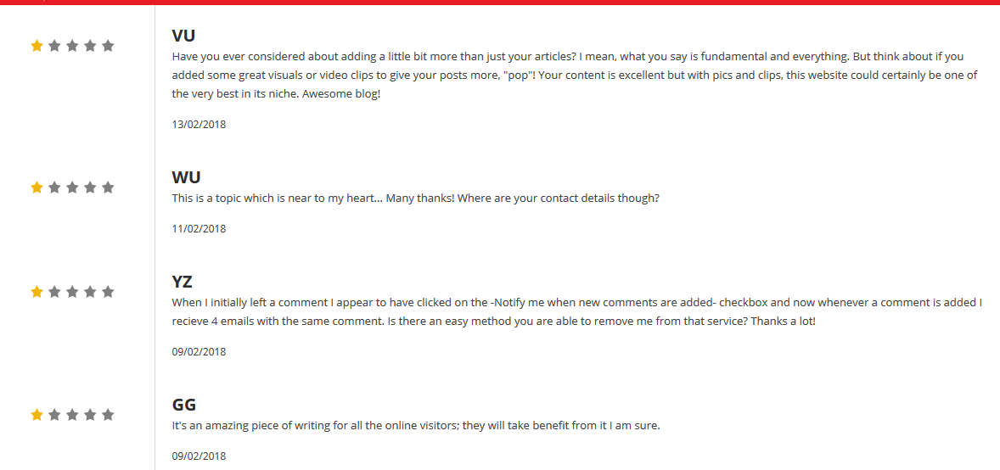 VU
Have you ever considered about adding a little bit more than just your articles? I mean, what you say is fundamental and everything. But think about if you
added some great visuals or video clips to give your posts more, "pop"! Your content is excellent but with pics and clips, this website could certainly be one of
the very best in its niche. Awesome blog!
13/02/2018
WU
This is a topic which is near to my heart... Many thanks! Where are your contact details though?
11/02/2018
YZ
When I initially left a comment I appear to have clicked on the -Notify me when new comments are added- checkbox and now whenever a comment is added I
recieve 4 emails with the same comment. Is there an easy method you are able to remove me from that service? Thanks a lot!
09/02/2018
GG
It's an amazing piece of writing for all the online visitors; they will take benefit from it I am sure.
09/02/2018